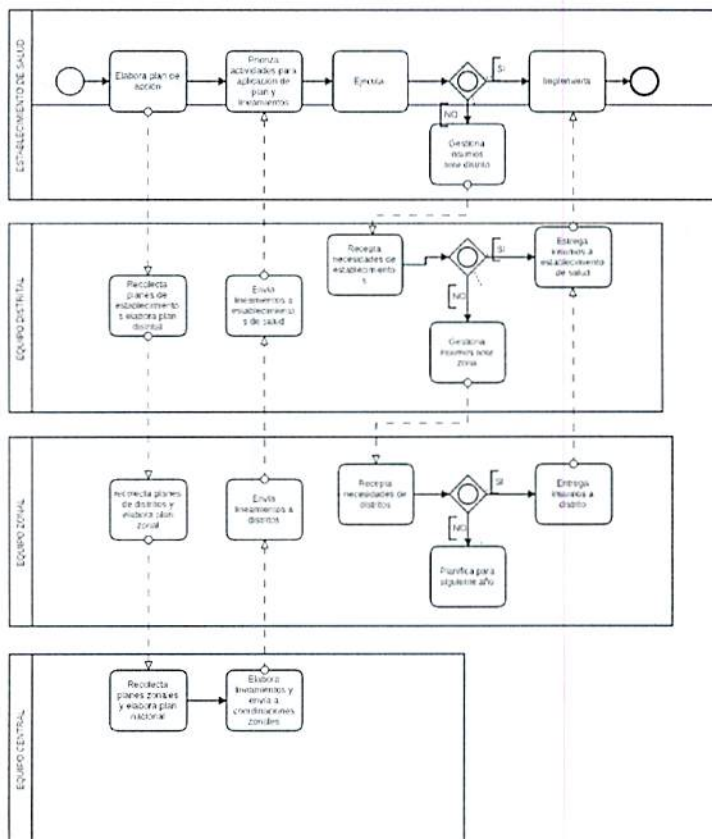 ESTABLECIMIENTO DE SALUD
Elabora plan de
acción
Prioriza
actividades para
aplicación de
plan y
lineamientos
Ejecuta
SI
Implementa
NO
Gestiona
insumos
ante distrito
EQUIPO DISTRITAL
Recolecta
planes de
establecimiento
s elabora plan
distrital
Envía
lineamientos a
establecimiento
s de salud
Recepta
necesidades de
establecimiento
s
SI
Entrega
insumos a
establecimiento
de salud
NO
Gestiona
insumos ante
zona
EQUIPO ZONAL
recolecta planes
de distritos y
elabora plan
zonal
Envía
lineamientos a
distritos
Recepta
necesidades de
distritos
SI
Entrega
insumos a
distrito
NO
Planifica para
siguiente año
EQUIPO CENTRAL
Recolecta
planes zonales
y elabora plan
nacional
Elabora
lineamientos y
envía a
coordinaciones
zonales